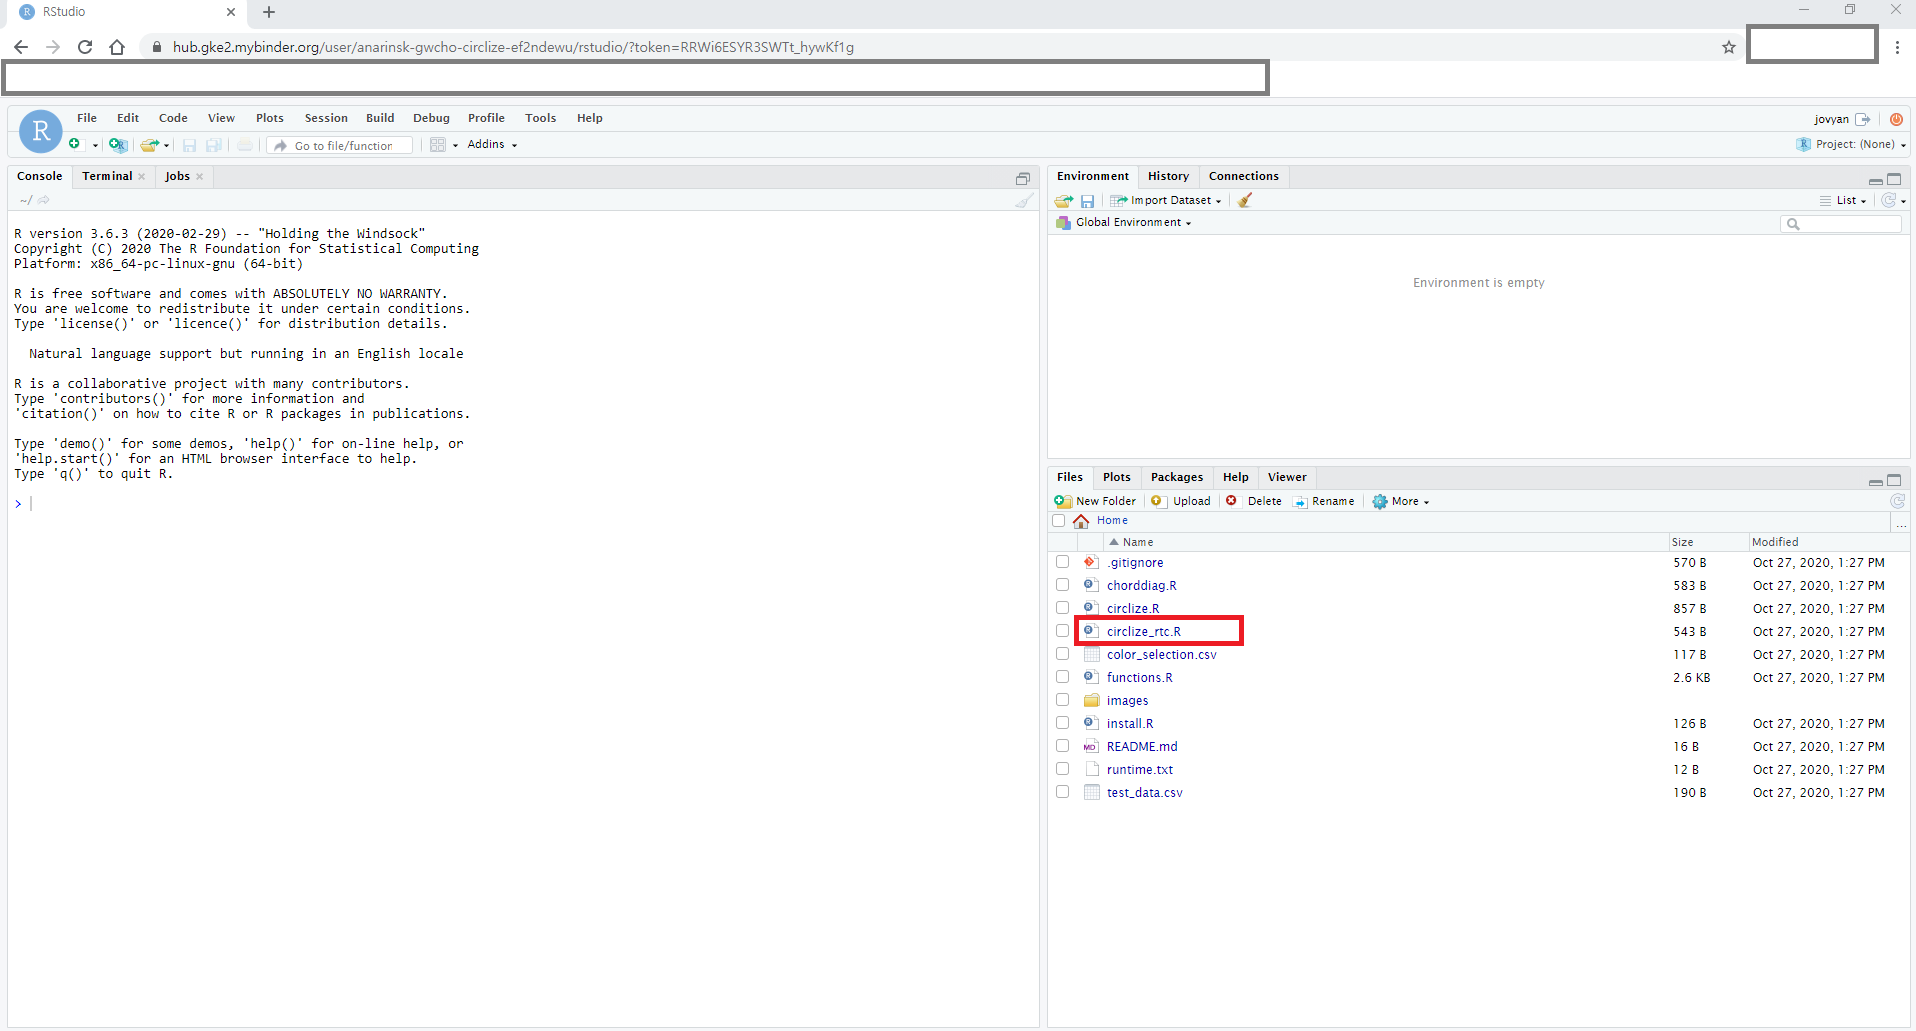 RStudio
hub.gke2.mybinder.org/user/anarinsk-gwcho-circlize-ef2ndewu/rstudio/?token=RRWi6ESYR3SWTt_hywKf1g
R
File Edit Code View Plots Session Build Debug Profile Tools Help
jovyan
Go to file/function
Addins
Project: (None)
Console Terminal Jobs
~/
R version 3.6.3 (2020-02-29) -- "Holding the Windsock"
Copyright (C) 2020 The R Foundation for Statistical Computing
Platform: x86_64-pc-linux-gnu (64-bit)
R is free software and comes with ABSOLUTELY NO WARRANTY.
You are welcome to redistribute it under certain conditions.
Type 'license()' or 'licence()' for distribution details.
Natural language support but running in an English locale
R is a collaborative project with many contributors.
Type 'contributors()' for more information and
'citation()' on how to cite R or R packages in publications.
Type 'demo()' for some demos, 'help()' for on-line help, or
'help.start()' for an HTML browser interface to help.
Type 'q()' to quit R.
>
Environment History Connections
Import Dataset
List
Global Environment
Environment is empty
Files Plots Packages Help Viewer
New Folder Upload Delete Rename More
Home
...
Name Size Modified
.gitignore 570 B Oct 27, 2020, 1:27 PM
chorddiag.R 583 B Oct 27, 2020, 1:27 PM
circlize.R 857 B Oct 27, 2020, 1:27 PM
circlize_rtc.R 543 B Oct 27, 2020, 1:27 PM
color_selection.csv 117 B Oct 27, 2020, 1:27 PM
functions.R 2.6 KB Oct 27, 2020, 1:27 PM
images
install.R 126 B Oct 27, 2020, 1:27 PM
README.md 16 B Oct 27, 2020, 1:27 PM
runtime.txt 12 B Oct 27, 2020, 1:27 PM
test_data.csv 190 B Oct 27, 2020, 1:27 PM